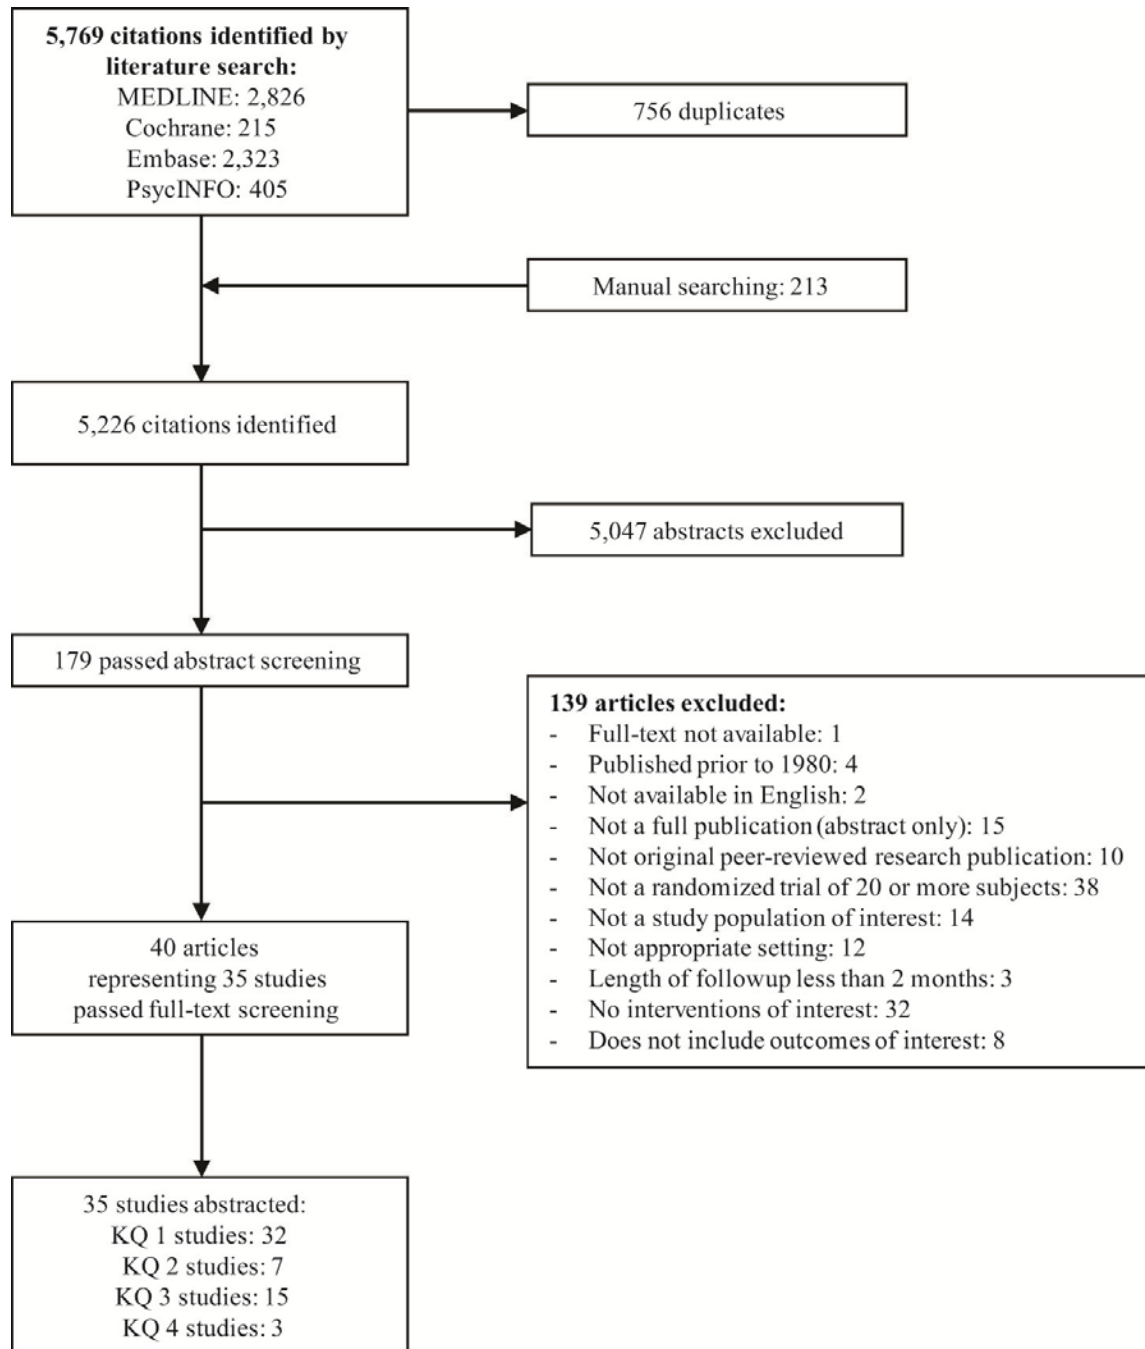 5,769 citations identified by
literature search:
MEDLINE: 2,826
Cochrane: 215
Embase: 2,323
PsycINFO: 405
756 duplicates
Manual searching: 213
5,226 citations identified
5,047 abstracts excluded
179 passed abstract screening
139 articles excluded:
- Full-text not available: 1
- Published prior to 1980: 4
- Not available in English: 2
- Not a full publication (abstract only): 15
- Not original peer-reviewed research publication: 10
- Not a randomized trial of 20 or more subjects: 38
- Not a study population of interest: 14
- Not appropriate setting: 12
- Length of followup less than 2 months: 3
- No interventions of interest: 32
- Does not include outcomes of interest: 8
40 articles
representing 35 studies
passed full-text screening
35 studies abstracted:
KQ 1 studies: 32
KQ 2 studies: 7
KQ 3 studies: 15
KQ 4 studies: 3